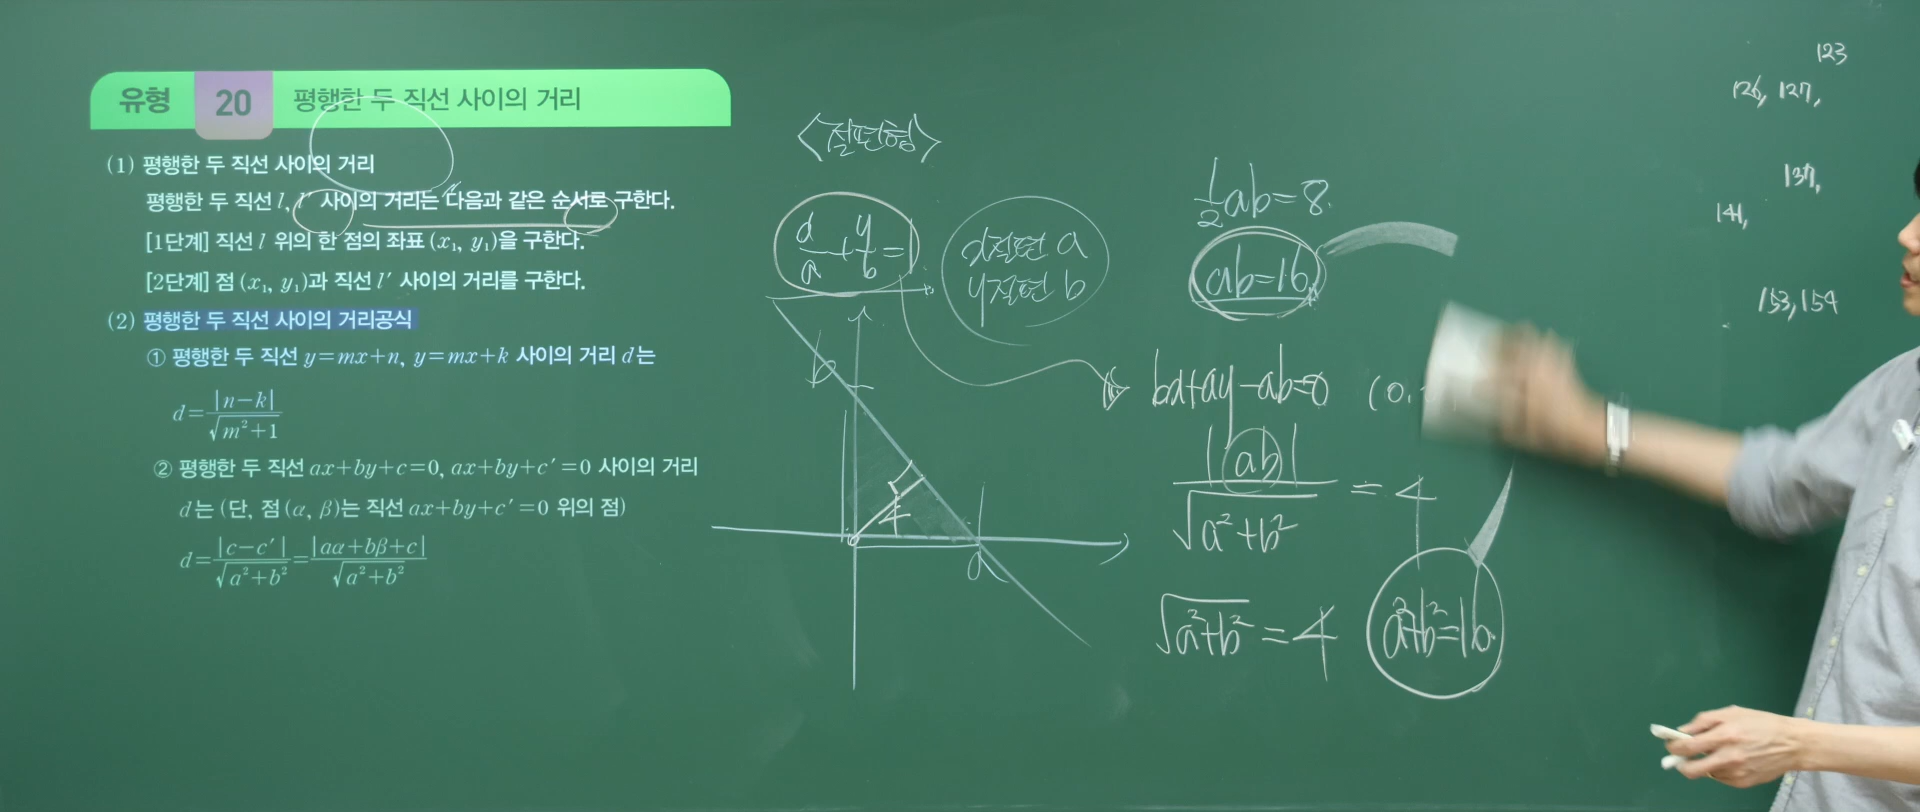 유형 20 평행한 두 직선 사이의 거리
(1) 평행한 두 직선 사이의 거리
평행한 두 직선 l, l′ 사이의 거리는 다음과 같은 순서로 구한다.
[1단계] 직선 l 위의 한 점의 좌표 (x₁, y₁)을 구한다.
[2단계] 점 (x₁, y₁)과 직선 l′ 사이의 거리를 구한다.
(2) 평행한 두 직선 사이의 거리공식
① 평행한 두 직선 y=mx+n, y=mx+k 사이의 거리 d는
d=|n-k|/√(m²+1)
② 평행한 두 직선 ax+by+c=0, ax+by+c′=0 사이의 거리
d는 (단, 점 (α, β)는 직선 ax+by+c′=0 위의 점)
d=|c-c′|/√(a²+b²)=|aα+bβ+c|/√(a²+b²)
<절편형>
x/a+y/b=1
x절편 a
y절편 b
b
4
0
a
1/2ab=8.
ab=16
bx+ay-ab=0 (0,
|ab|/√(a²+b²) = 4
√(a²+b²) = 4
a²+b²=16.
123
126, 127,
137,
141,
153, 154